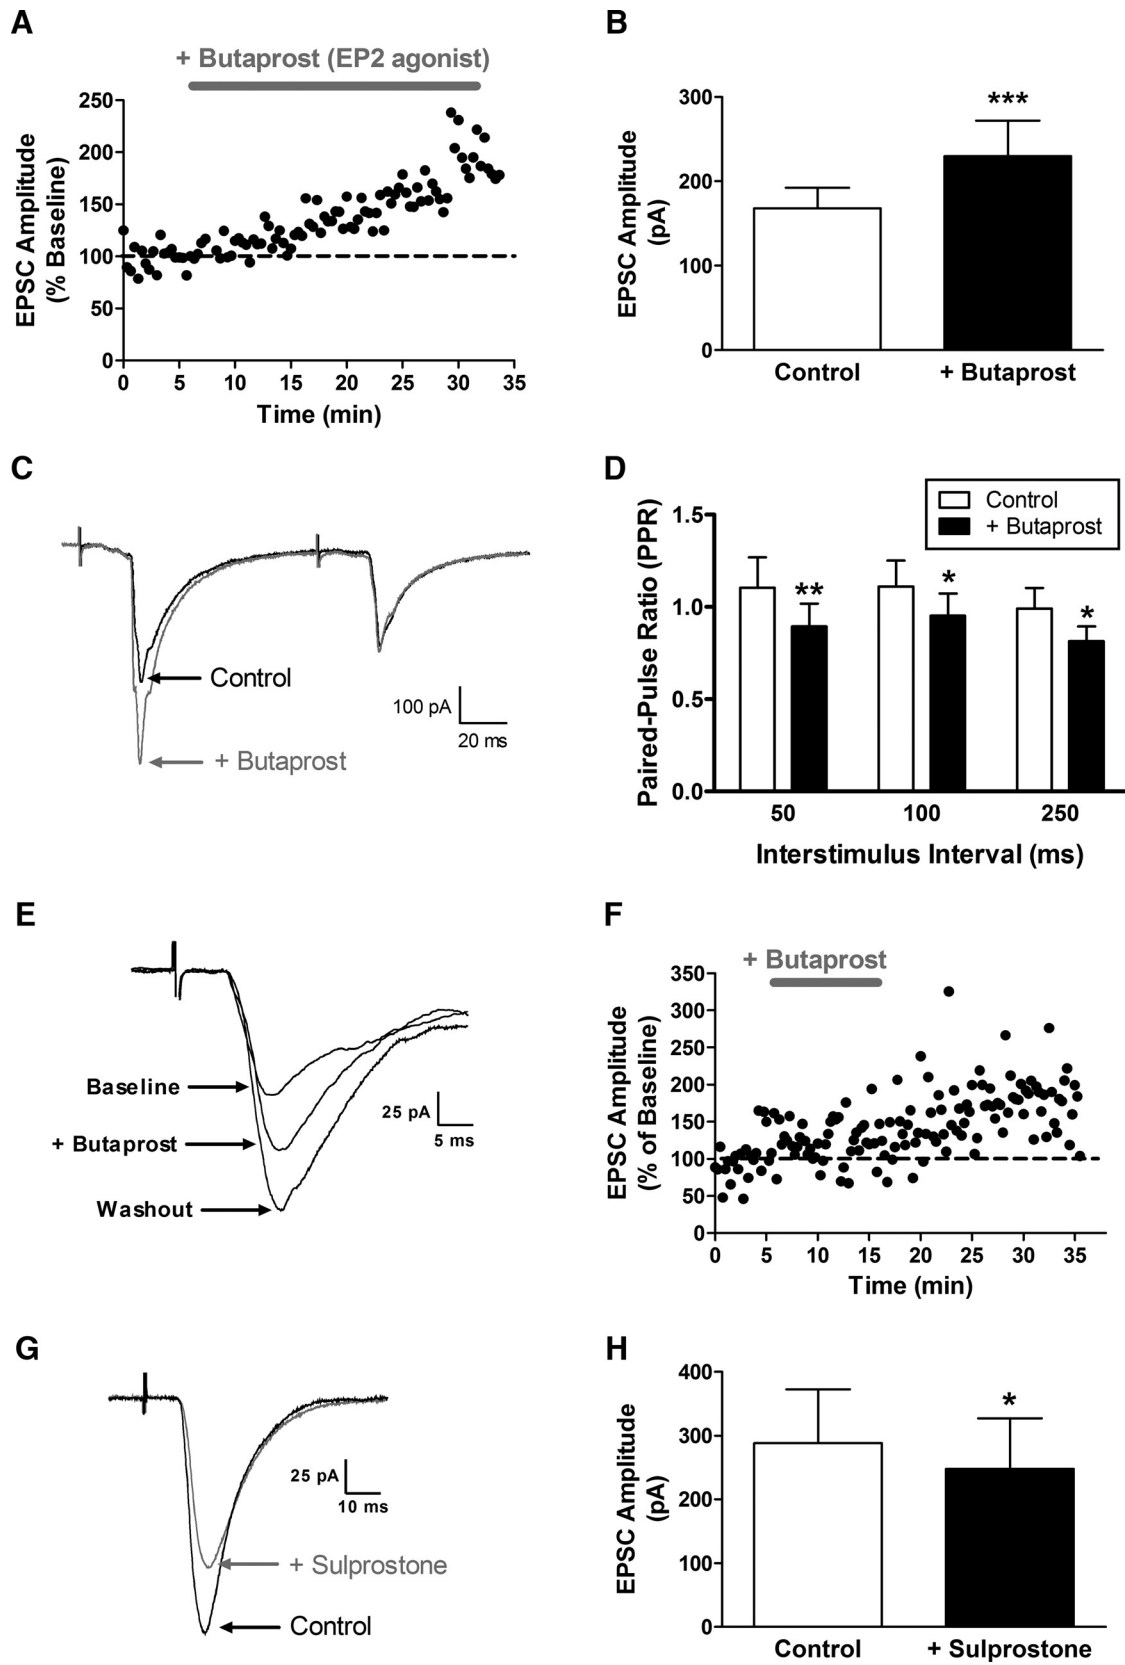 A
+ Butaprost (EP2 agonist)
EPSC Amplitude
(% Baseline)
250
200
150
100
50
0
0 5 10 15 20 25 30 35
Time (min)
B
EPSC Amplitude
(pA)
300
200
100
0
***
Control + Butaprost
C
Control
+ Butaprost
100 pA
20 ms
D
Paired-Pulse Ratio (PPR)
1.5
1.0
0.5
0.0
Control
+ Butaprost
** * *
50 100 250
Interstimulus Interval (ms)
E
Baseline
+ Butaprost
Washout
25 pA
5 ms
F
+ Butaprost
EPSC Amplitude
(% of Baseline)
350
300
250
200
150
100
50
0
0 5 10 15 20 25 30 35
Time (min)
G
25 pA
10 ms
+ Sulprostone
Control
H
EPSC Amplitude
(pA)
400
300
200
100
0
*
Control + Sulprostone